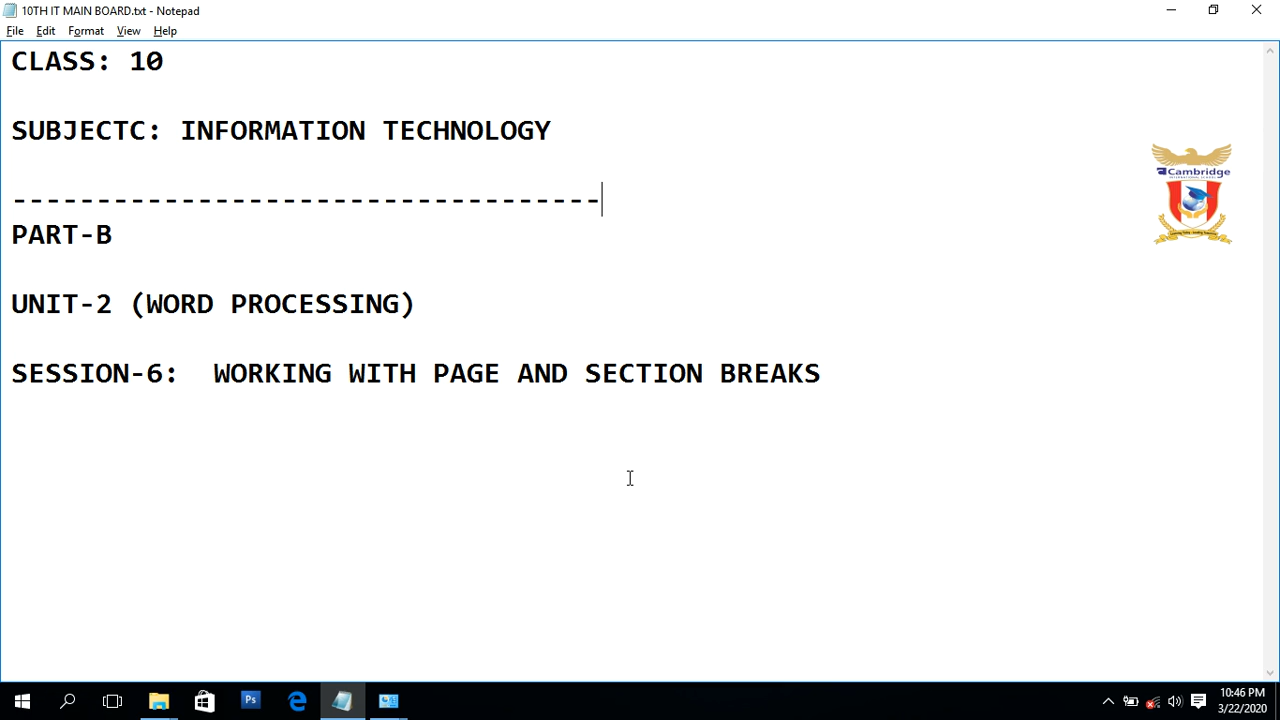 10TH IT MAIN BOARD.txt - Notepad
File Edit Format View Help
CLASS: 10
SUBJECTC: INFORMATION TECHNOLOGY
-----------------------------------
PART-B
UNIT-2 (WORD PROCESSING)
SESSION-6:  WORKING WITH PAGE AND SECTION BREAKS
Cambridge
Ps
10:46 PM
3/22/2020